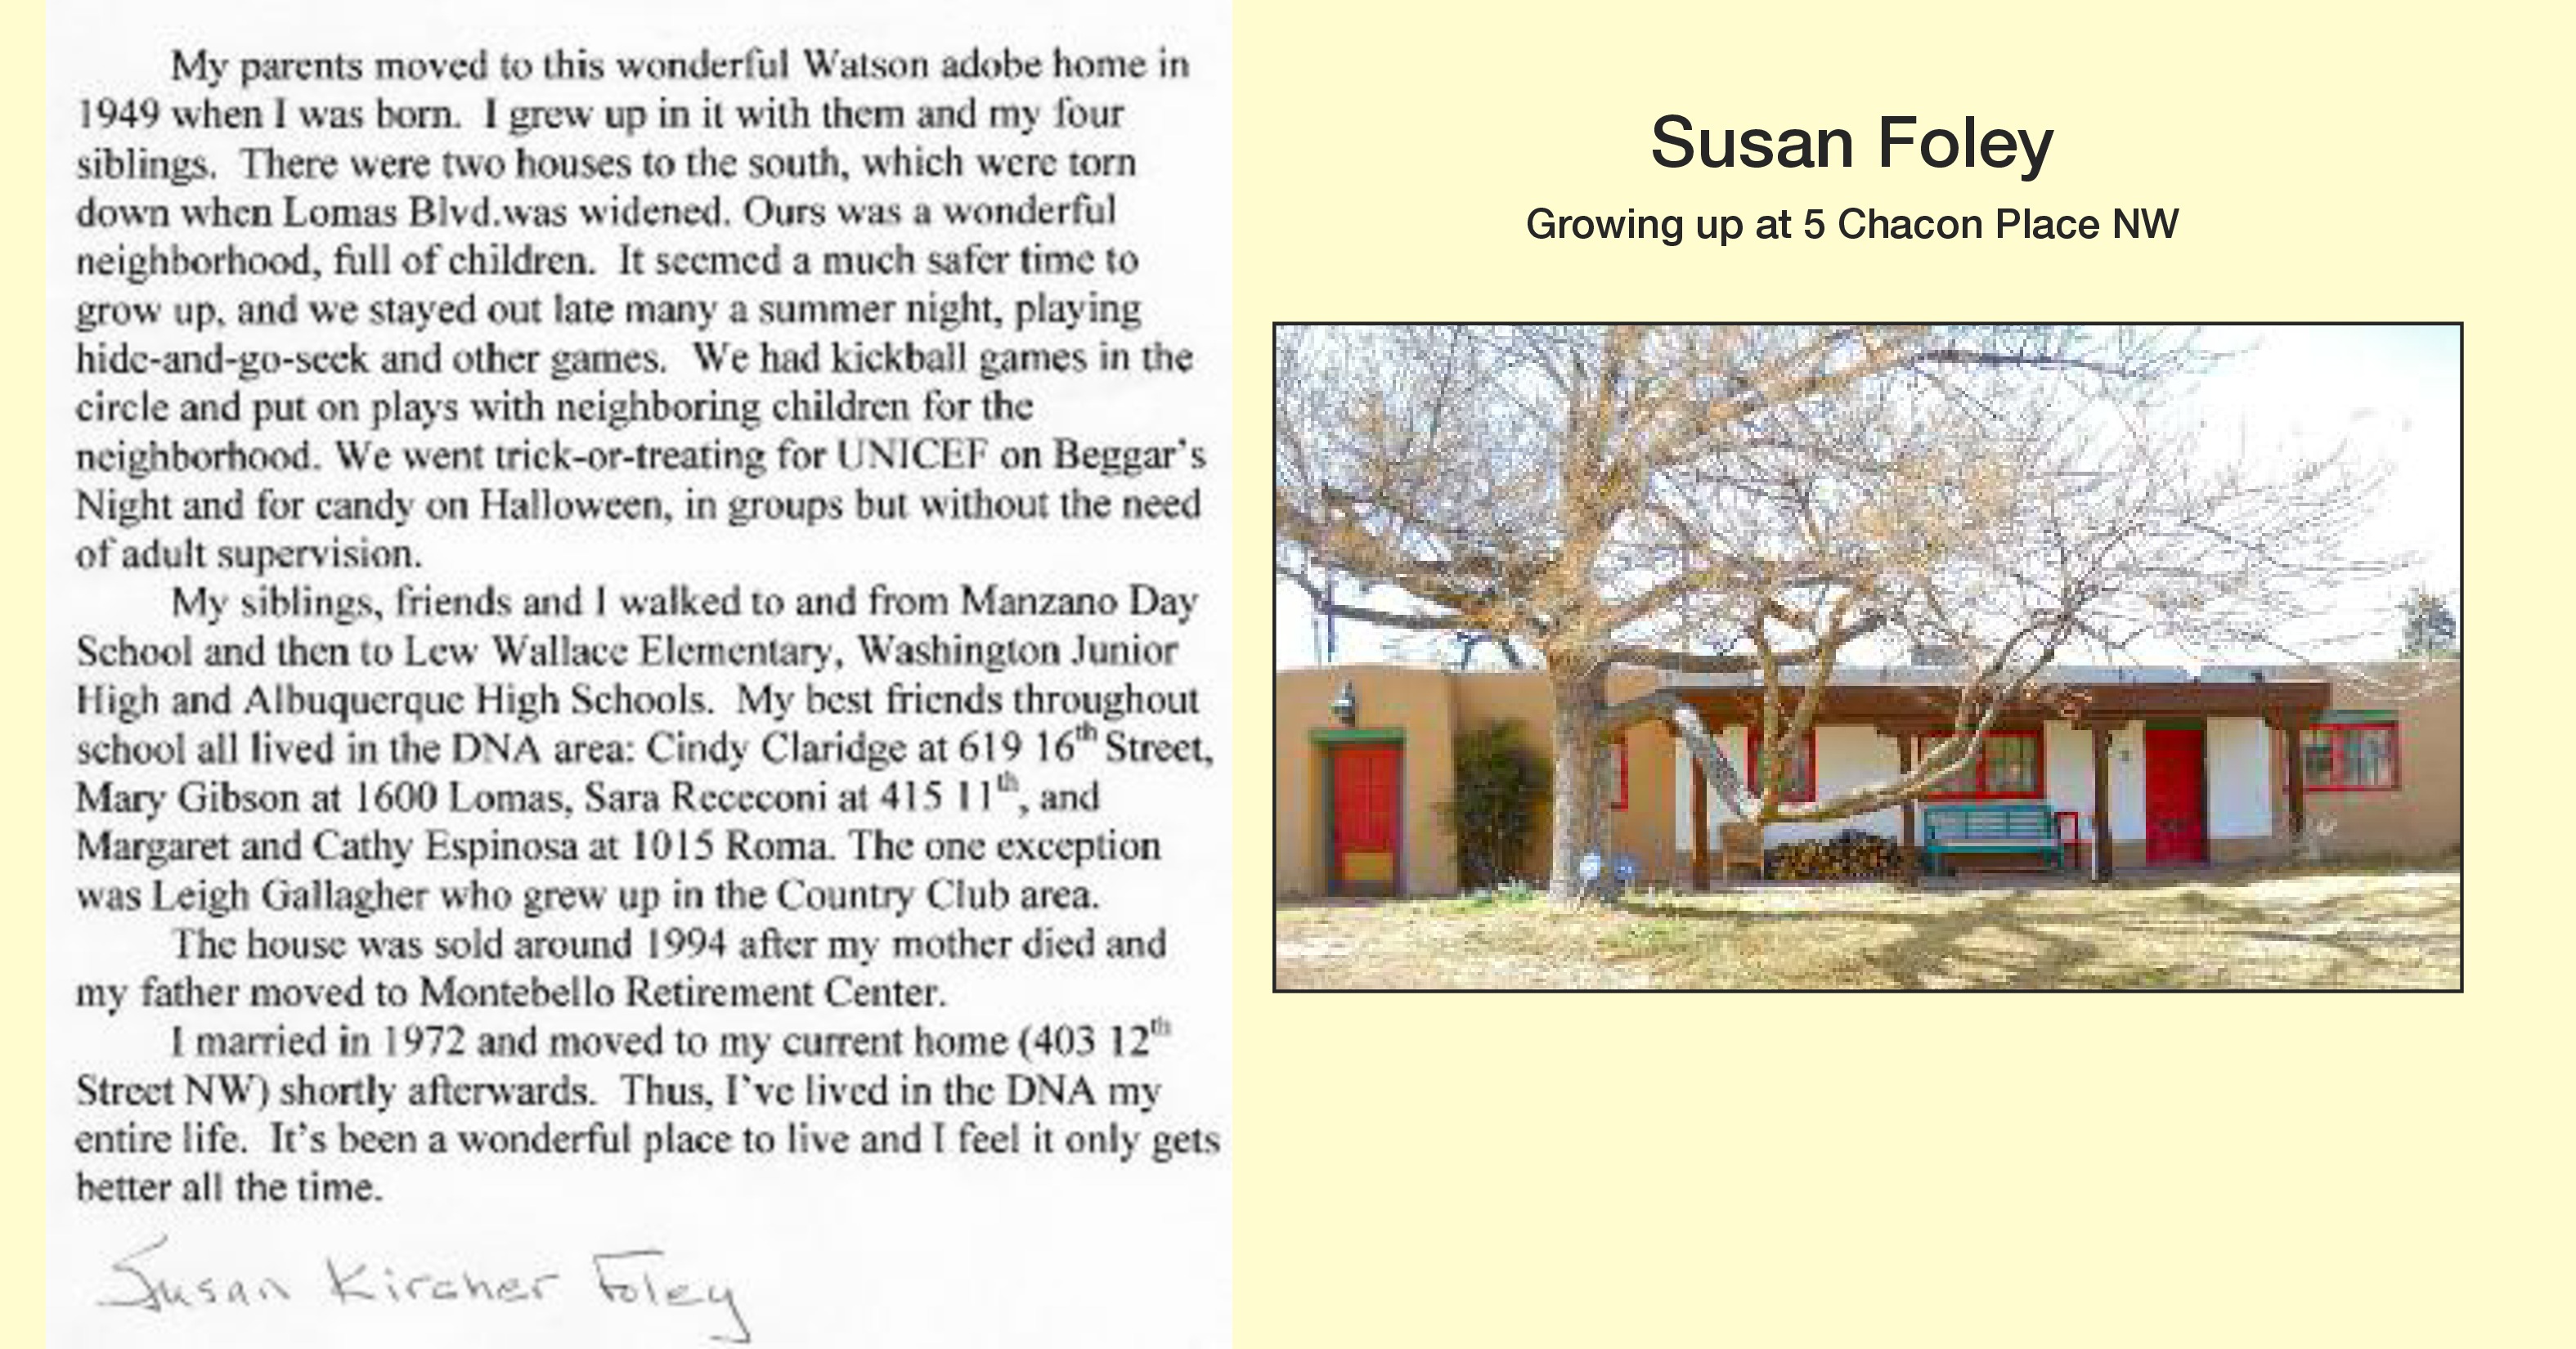 My parents moved to this wonderful Watson adobe home in
1949 when I was born. I grew up in it with them and my four
siblings. There were two houses to the south, which were torn
down when Lomas Blvd.was widened. Ours was a wonderful
neighborhood, full of children. It seemed a much safer time to
grow up, and we stayed out late many a summer night, playing
hide-and-go-seek and other games. We had kickball games in the
circle and put on plays with neighboring children for the
neighborhood. We went trick-or-treating for UNICEF on Beggar's
Night and for candy on Halloween, in groups but without the need
of adult supervision.
My siblings, friends and I walked to and from Manzano Day
School and then to Lew Wallace Elementary, Washington Junior
High and Albuquerque High Schools. My best friends throughout
school all lived in the DNA area: Cindy Claridge at 619 16th Street,
Mary Gibson at 1600 Lomas, Sara Receconi at 415 11th, and
Margaret and Cathy Espinosa at 1015 Roma. The one exception
was Leigh Gallagher who grew up in the Country Club area.
The house was sold around 1994 after my mother died and
my father moved to Montebello Retirement Center.
I married in 1972 and moved to my current home (403 12th
Street NW) shortly afterwards. Thus, I've lived in the DNA my
entire life. It's been a wonderful place to live and I feel it only gets
better all the time.
Susan Kircher Foley
Susan Foley
Growing up at 5 Chacon Place NW